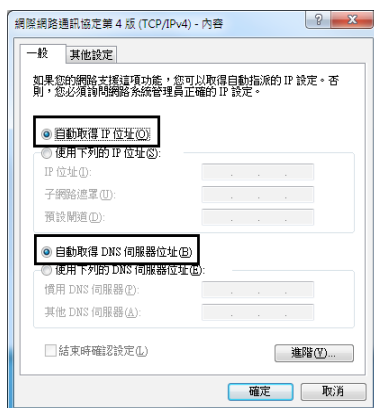 網際網路通訊協定第 4 版 (TCP/IPv4) - 內容
一般
其他設定
如果您的網路支援這項功能，您可以取得自動指派的 IP 設定。否
則，您必須詢問網路系統管理員正確的 IP 設定。
自動取得 IP 位址(O)
使用下列的 IP 位址(S):
IP 位址(I):
子網路遮罩(U):
預設閘道(D):
自動取得 DNS 伺服器位址(B)
使用下列的 DNS 伺服器位址(E):
慣用 DNS 伺服器(P):
其他 DNS 伺服器(A):
結束時確認設定(L)
進階(V)...
確定
取消